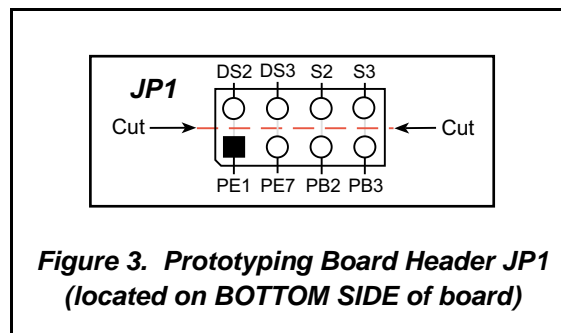 DS2 DS3 S2 S3
JP1
Cut Cut
PE1 PE7 PB2 PB3
Figure 3. Prototyping Board Header JP1
(located on BOTTOM SIDE of board)